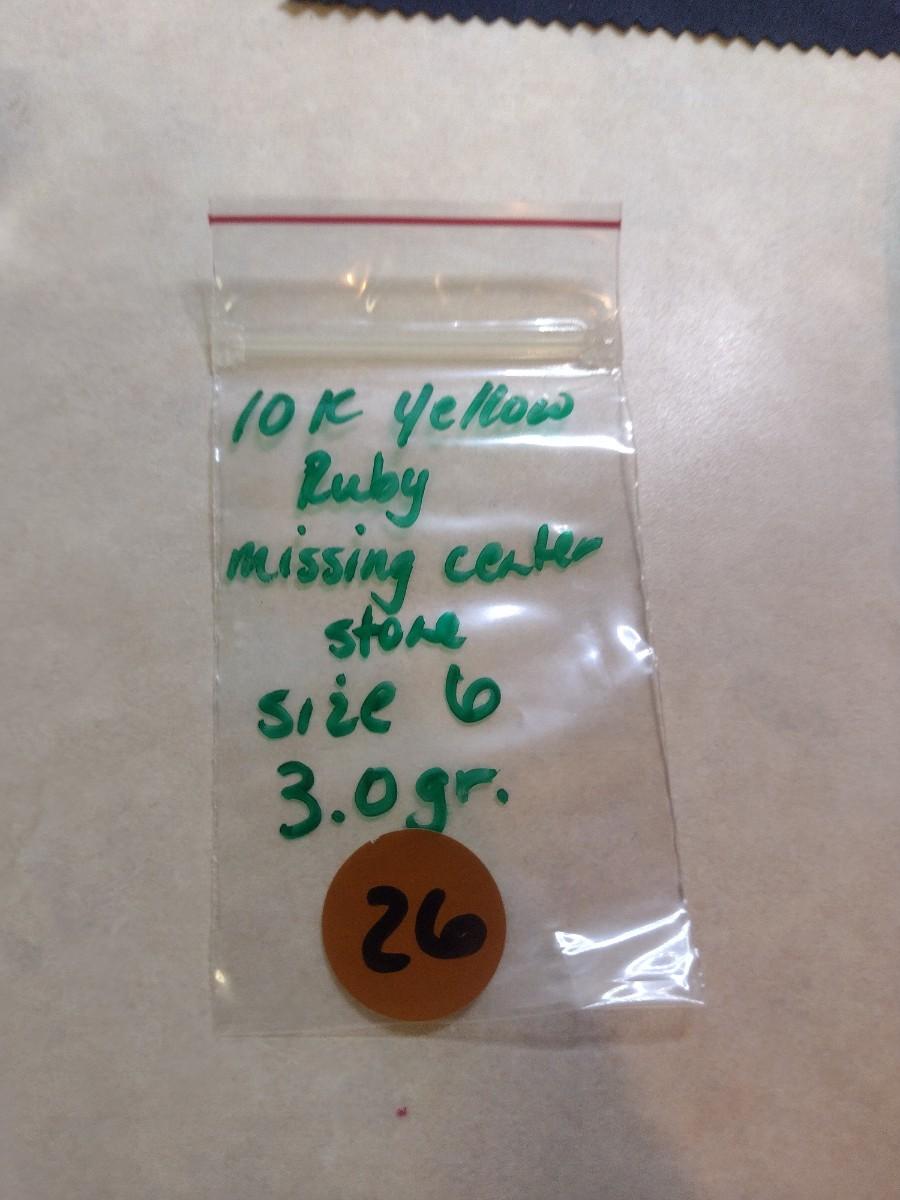 10K Yellow
Ruby
missing center
stone
size 6
3.0gr.
26